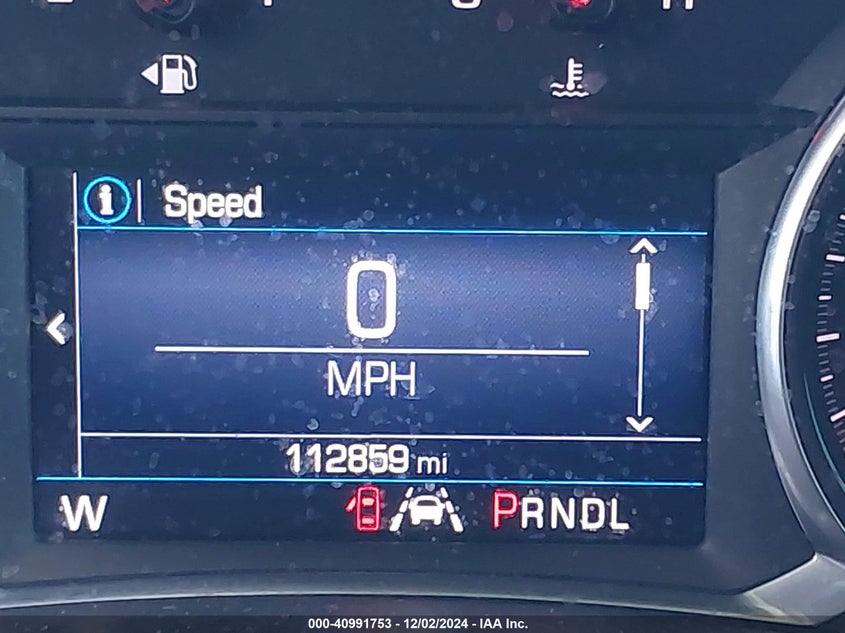 Speed
0
MPH
112859 mi
W PRNDL
000-40991753 - 12/02/2024 - IAA Inc.